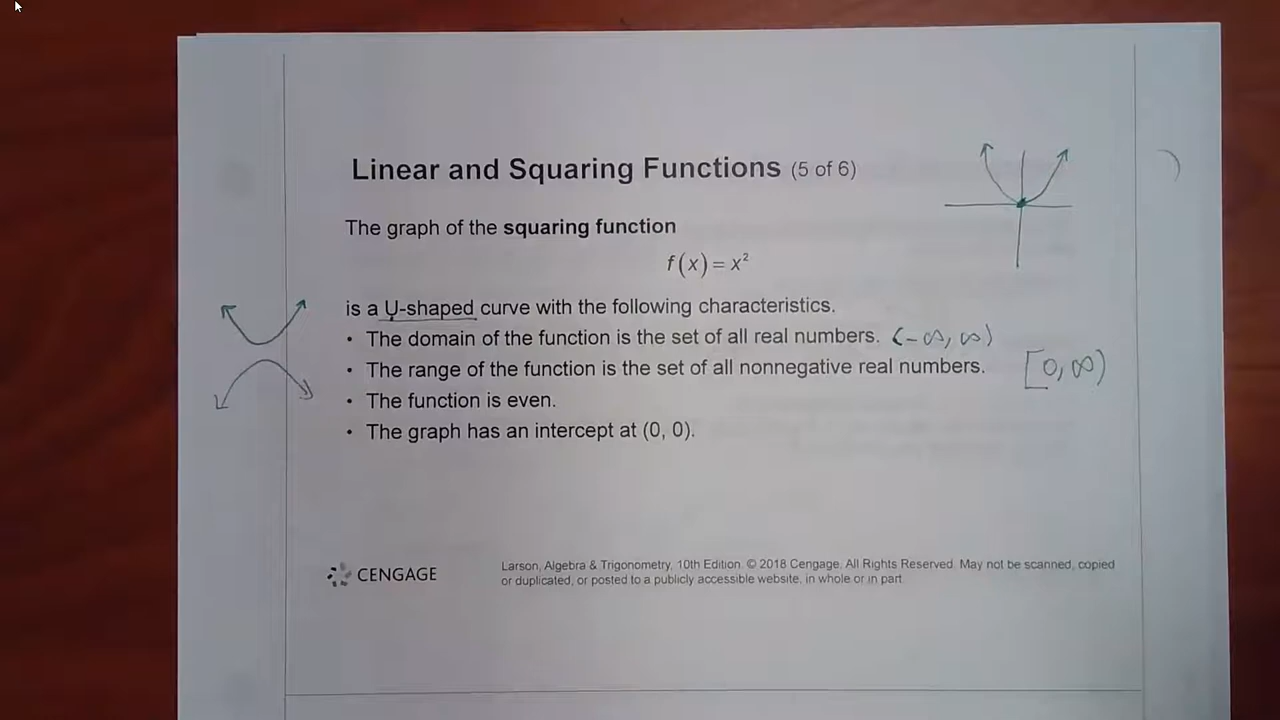 Linear and Squaring Functions (5 of 6)
The graph of the squaring function
f(x) = x²
is a U-shaped curve with the following characteristics.
• The domain of the function is the set of all real numbers. (-∞, ∞)
• The range of the function is the set of all nonnegative real numbers. [0, ∞)
• The function is even.
• The graph has an intercept at (0, 0).
CENGAGE
Larson, Algebra & Trigonometry, 10th Edition. © 2018 Cengage. All Rights Reserved. May not be scanned, copied
or duplicated, or posted to a publicly accessible website, in whole or in part.